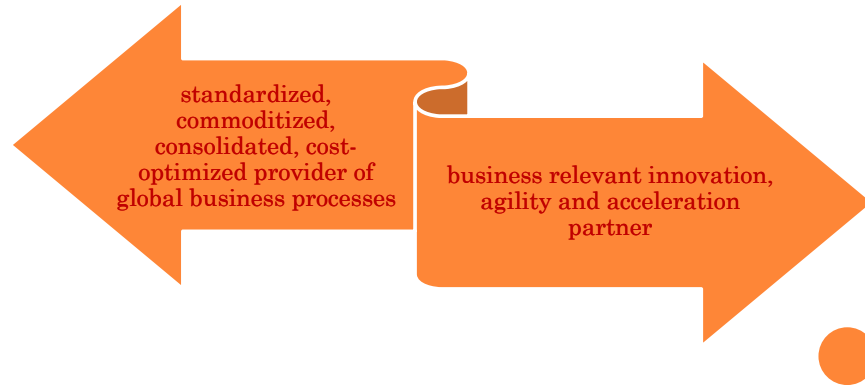 standardized,
commoditized,
consolidated, cost-
optimized provider of
global business processes
business relevant innovation,
agility and acceleration
partner